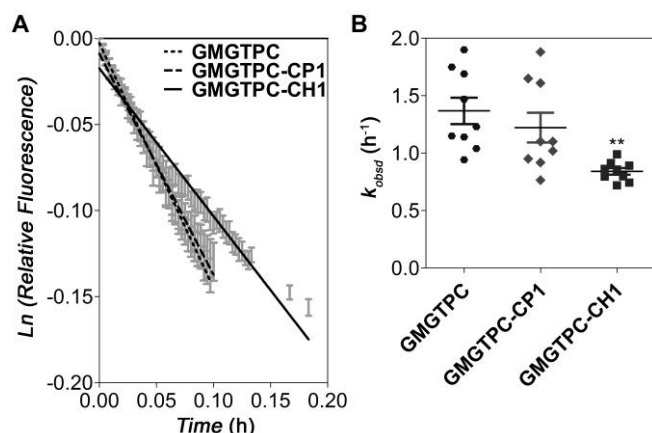 A
Ln (Relative Fluorescence)
0.00
-0.05
-0.10
-0.15
-0.20
GMGTPC
GMGTPC-CP1
GMGTPC-CH1
0.00
0.05
0.10
0.15
0.20
Time (h)
B
kobsd (h-1)
2.0
1.5
1.0
0.5
0.0
**
GMGTPC
GMGTPC-CP1
GMGTPC-CH1